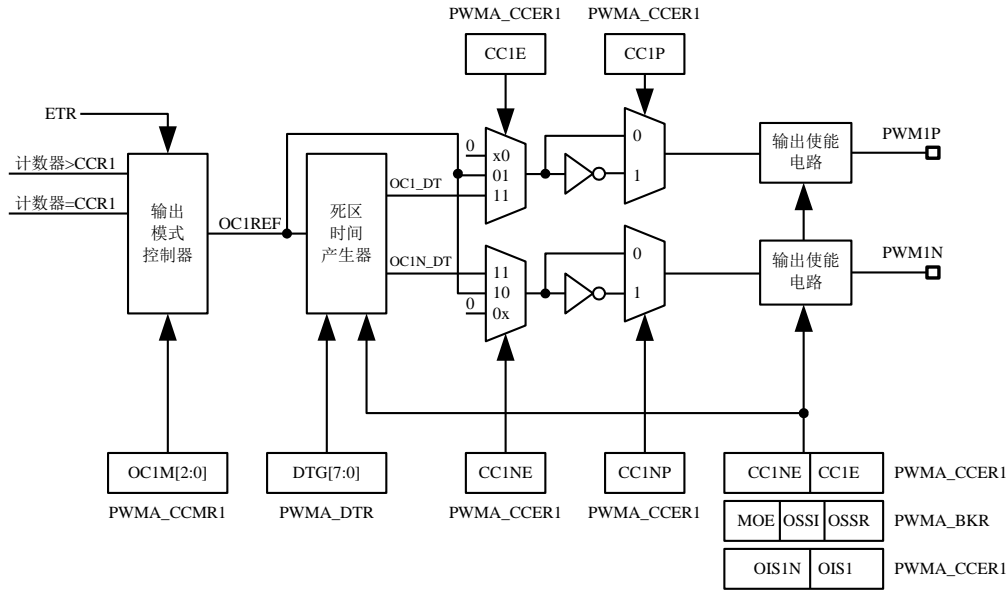 PWMA_CCER1 PWMA_CCER1
CC1E CC1P
ETR
计数器>CCR1
计数器=CCR1
输出
模式
控制器
OC1REF
死区
时间
产生器
OC1_DT
OC1N_DT
0
x0
01
11
0
1
输出使能
电路
PWM1P
11
10
0
0x
0
1
输出使能
电路
PWM1N
OC1M[2:0] DTG[7:0] CC1NE CC1NP CC1NE CC1E PWMA_CCER1
PWMA_CCMR1 PWMA_DTR PWMA_CCER1 PWMA_CCER1
MOE OSSI OSSR PWMA_BKR
OIS1N OIS1 PWMA_CCER1